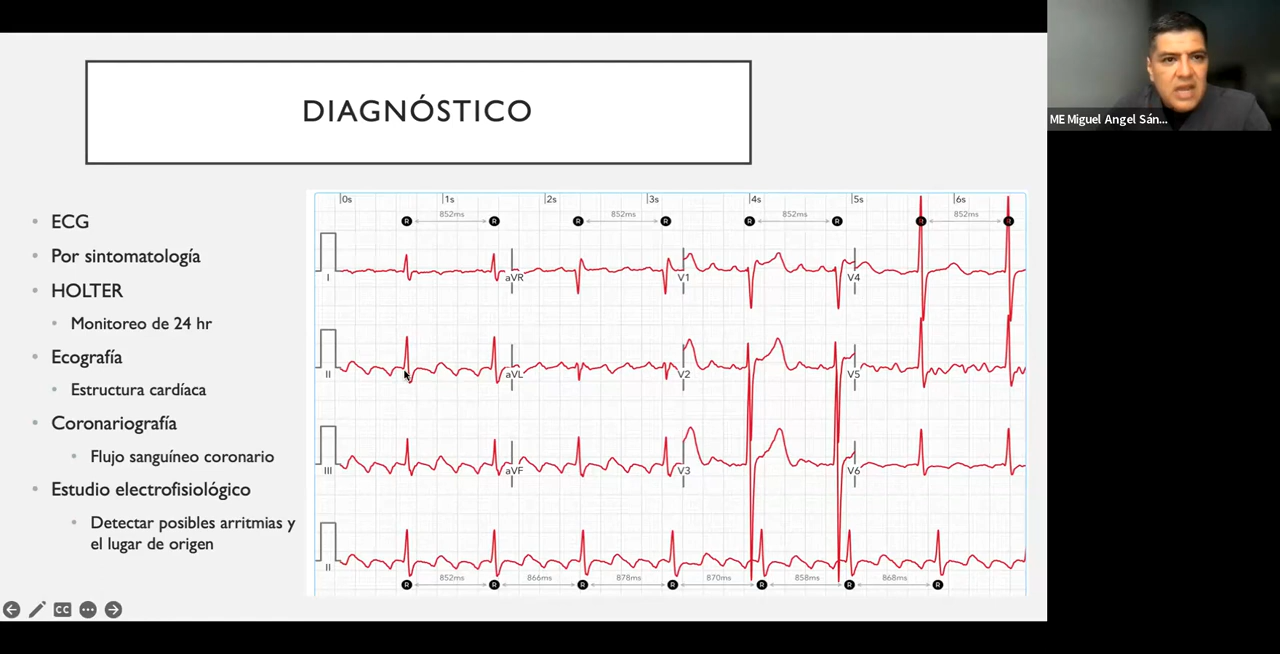 DIAGNÓSTICO
ME Miguel Angel Sán...
• ECG
• Por sintomatología
• HOLTER
• Monitoreo de 24 hr
• Ecografía
• Estructura cardíaca
• Coronariografía
• Flujo sanguíneo coronario
• Estudio electrofisiológico
• Detectar posibles arritmias y
el lugar de origen
0s 1s 2s 3s 4s 5s 6s
852ms 852ms 852ms 852ms
R R R R R R R R
I aVR V1 V4
II aVL V2 V5
III aVF V3 V6
II
852ms 866ms 878ms 870ms 858ms 868ms
R R R R R R R
CC